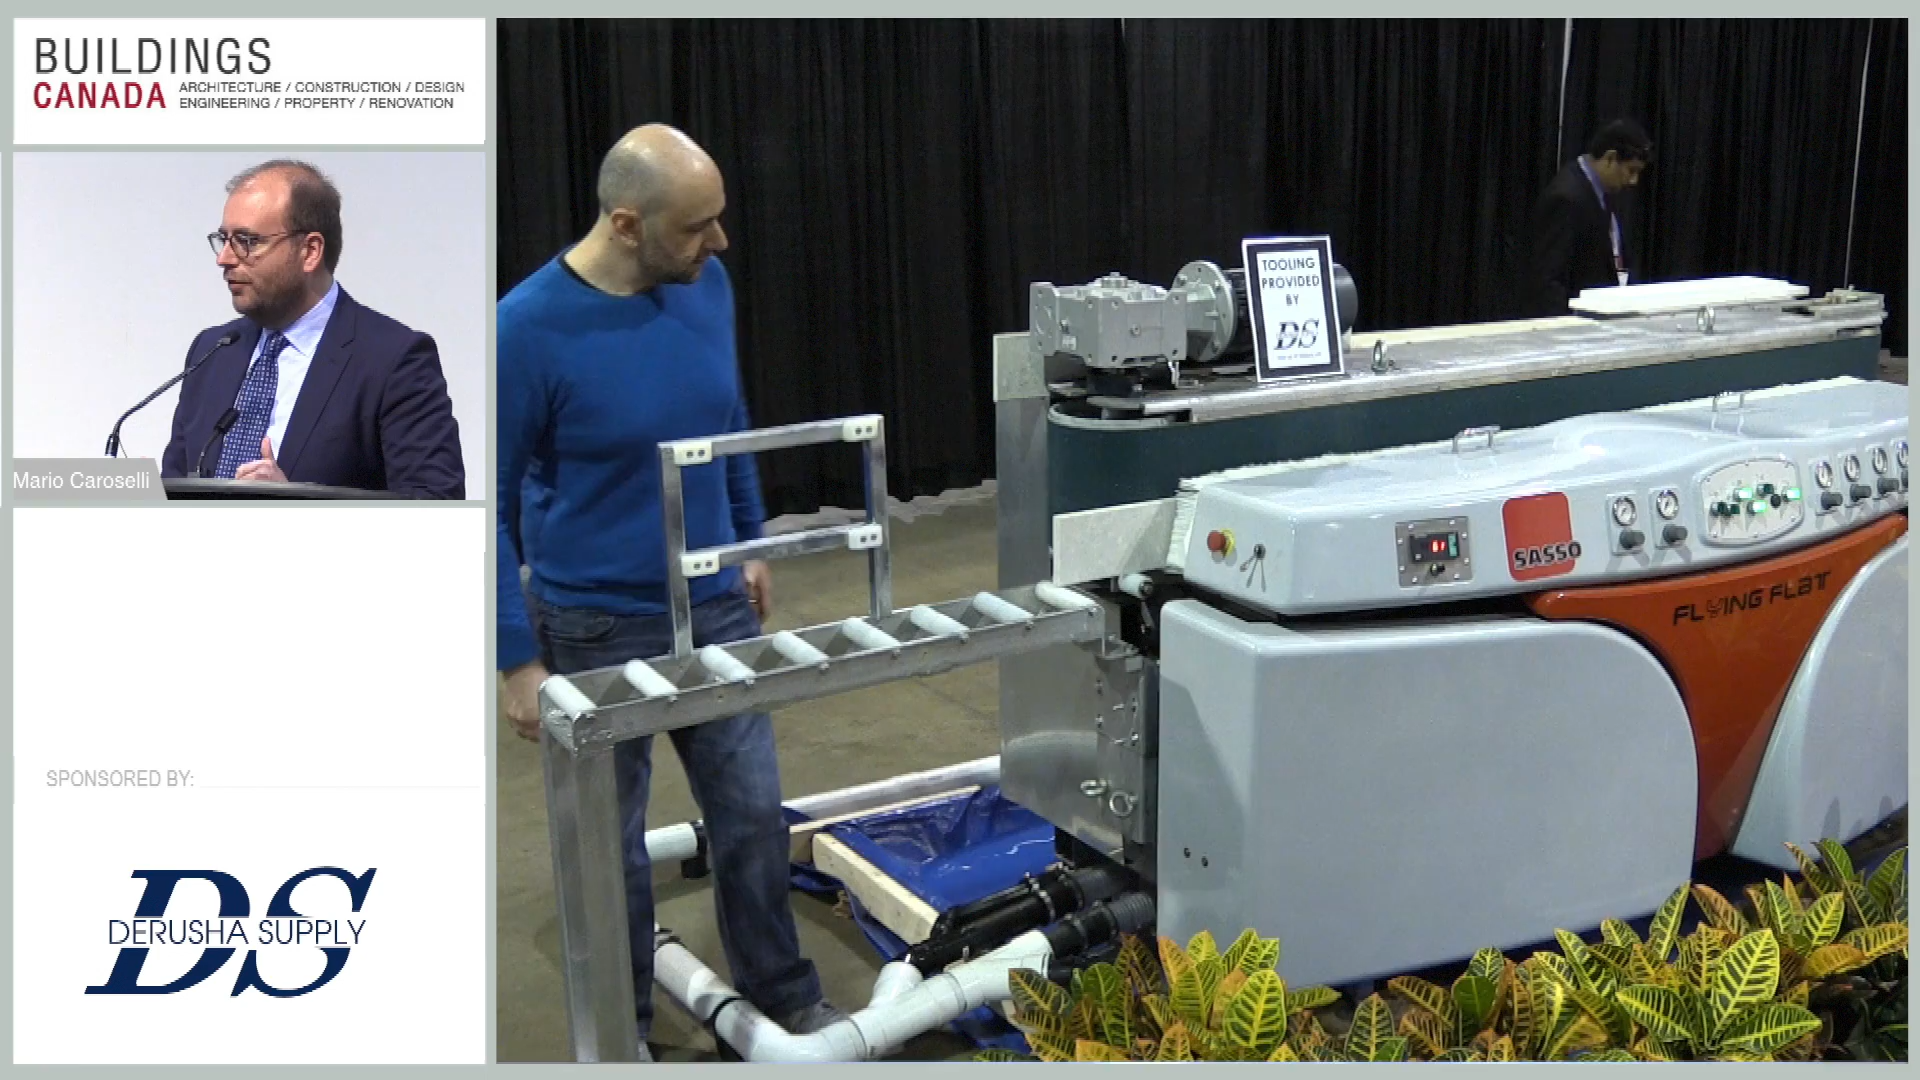 BUILDINGS
CANADA
ARCHITECTURE / CONSTRUCTION / DESIGN
ENGINEERING / PROPERTY / RENOVATION
Mario Caroselli
SPONSORED BY:
DS
DERUSHA SUPPLY
TOOLING
PROVIDED
BY
DS
SASSO
FLYING FLAT